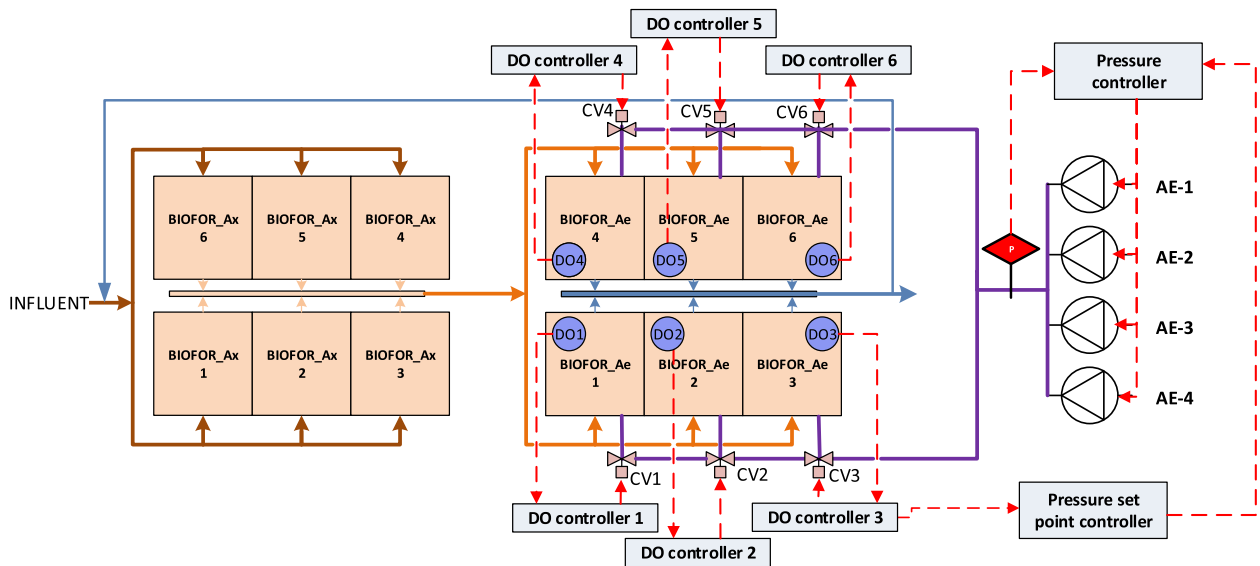 DO controller 5
DO controller 4
DO controller 6
Pressure
controller
CV4
CV5
CV6
BIOFOR_Ax
6
BIOFOR_Ax
5
BIOFOR_Ax
4
BIOFOR_Ae
4
BIOFOR_Ae
5
BIOFOR_Ae
6
DO4
DO5
DO6
AE-1
AE-2
AE-3
AE-4
P
INFLUENT
BIOFOR_Ax
1
BIOFOR_Ax
2
BIOFOR_Ax
3
DO1
DO2
DO3
BIOFOR_Ae
1
BIOFOR_Ae
2
BIOFOR_Ae
3
CV1
CV2
CV3
DO controller 1
DO controller 2
DO controller 3
Pressure set
point controller